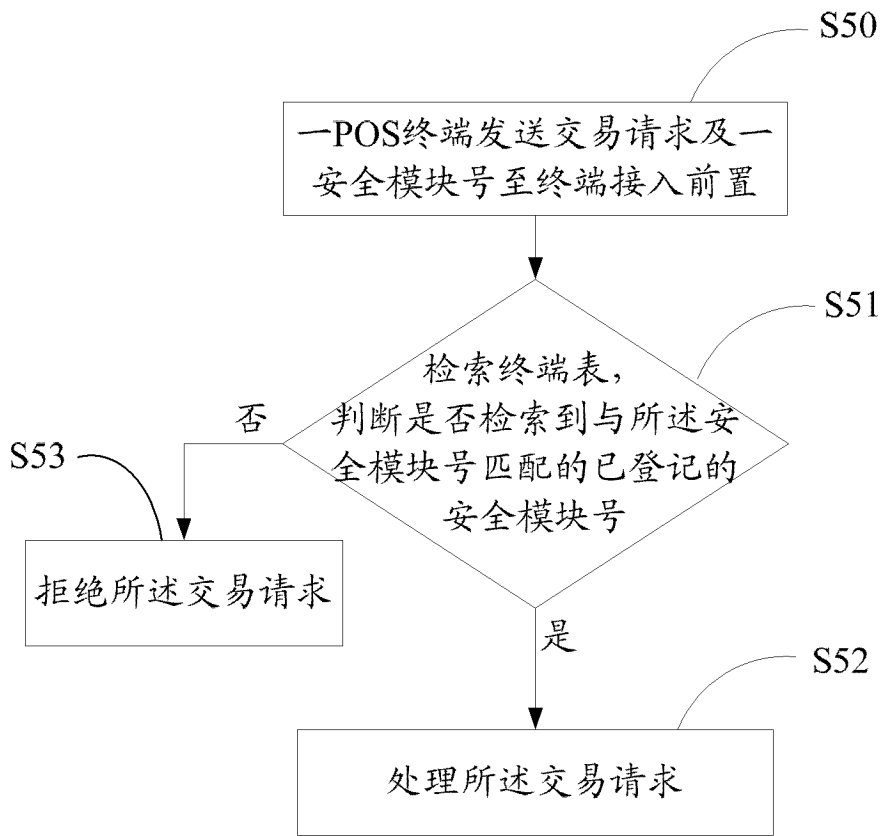 S50
一POS终端发送交易请求及一
安全模块号至终端接入前置
S51
检索终端表,
判断是否检索到与所述安
全模块号匹配的已登记的
安全模块号
否
S53
拒绝所述交易请求
是
S52
处理所述交易请求